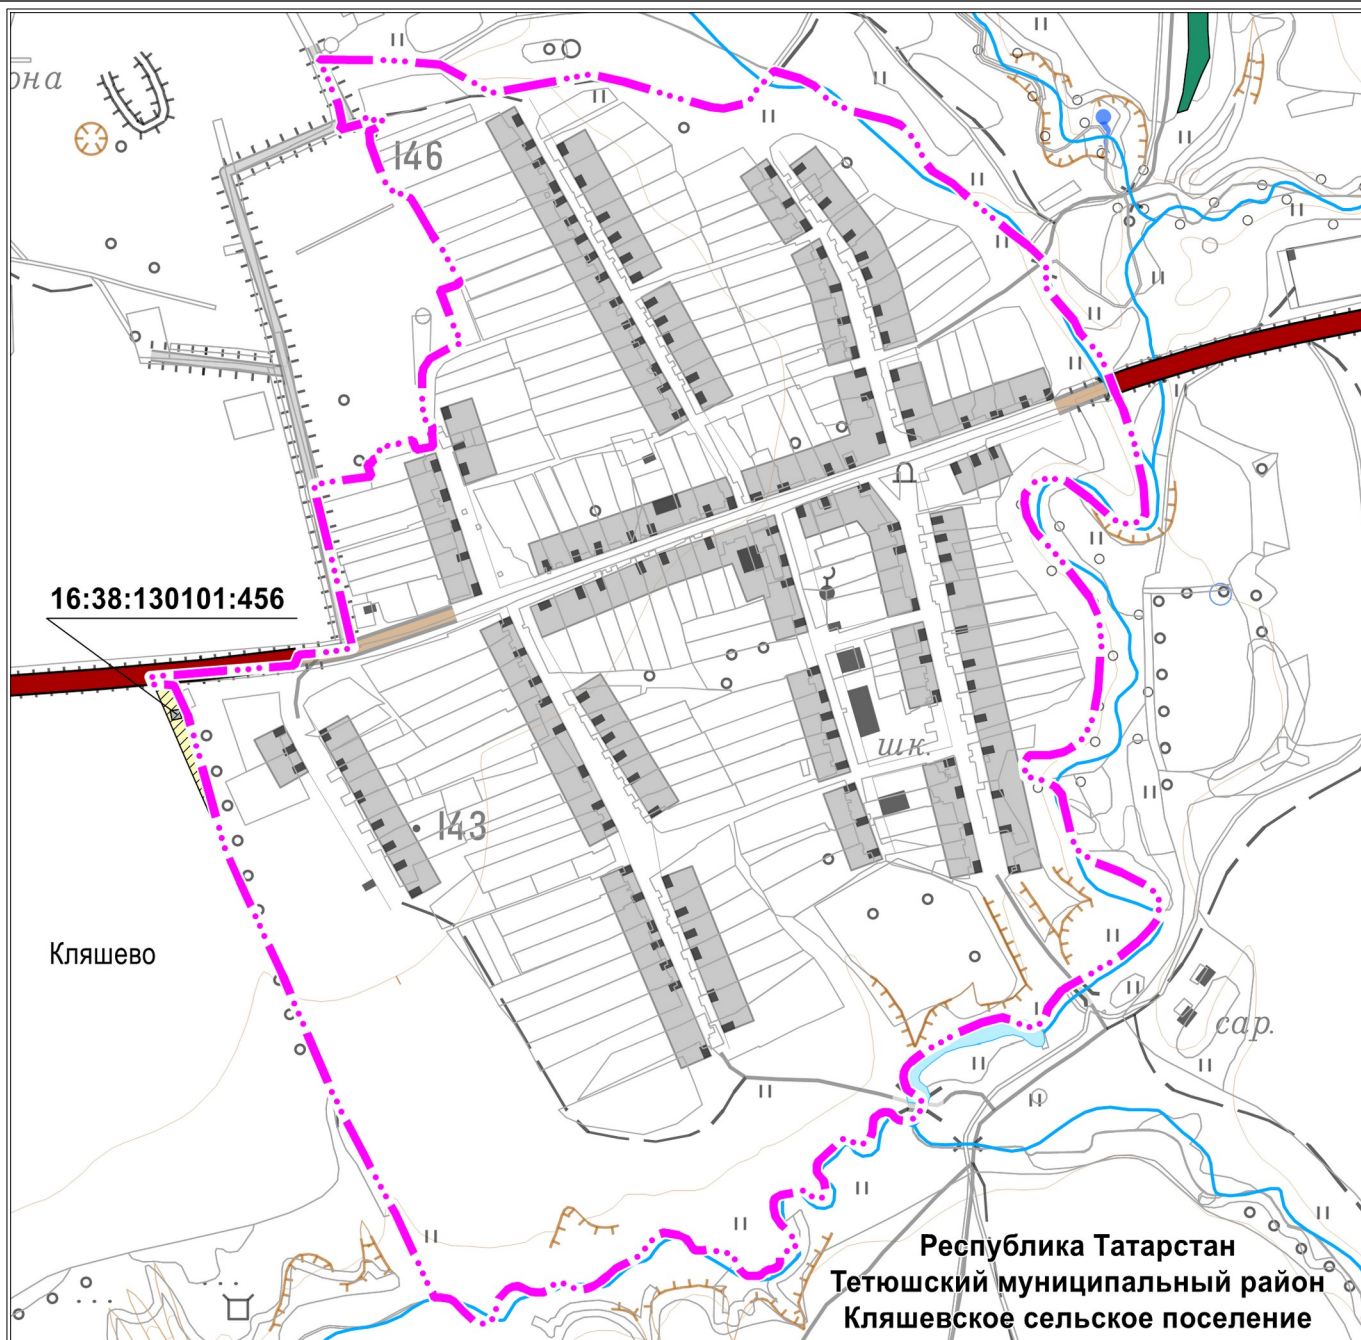 она
146
16:38:130101:456
шк.
143
Кляшево
сар.
Республика Татарстан
Тетюшский муниципальный район
Кляшевское сельское поселение